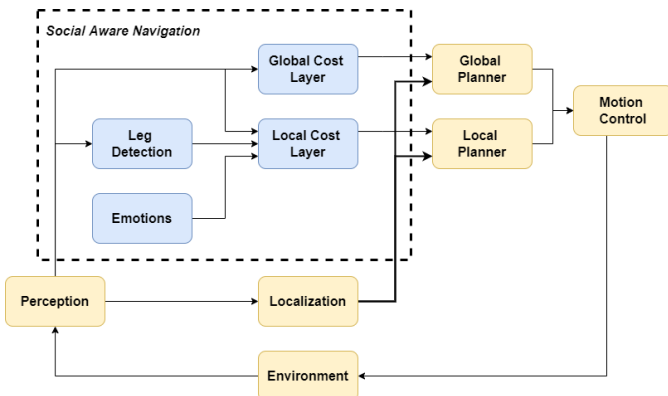 Social Aware Navigation
Global Cost
Layer
Global
Planner
Motion
Control
Leg
Detection
Local Cost
Layer
Local
Planner
Emotions
Perception
Localization
Environment